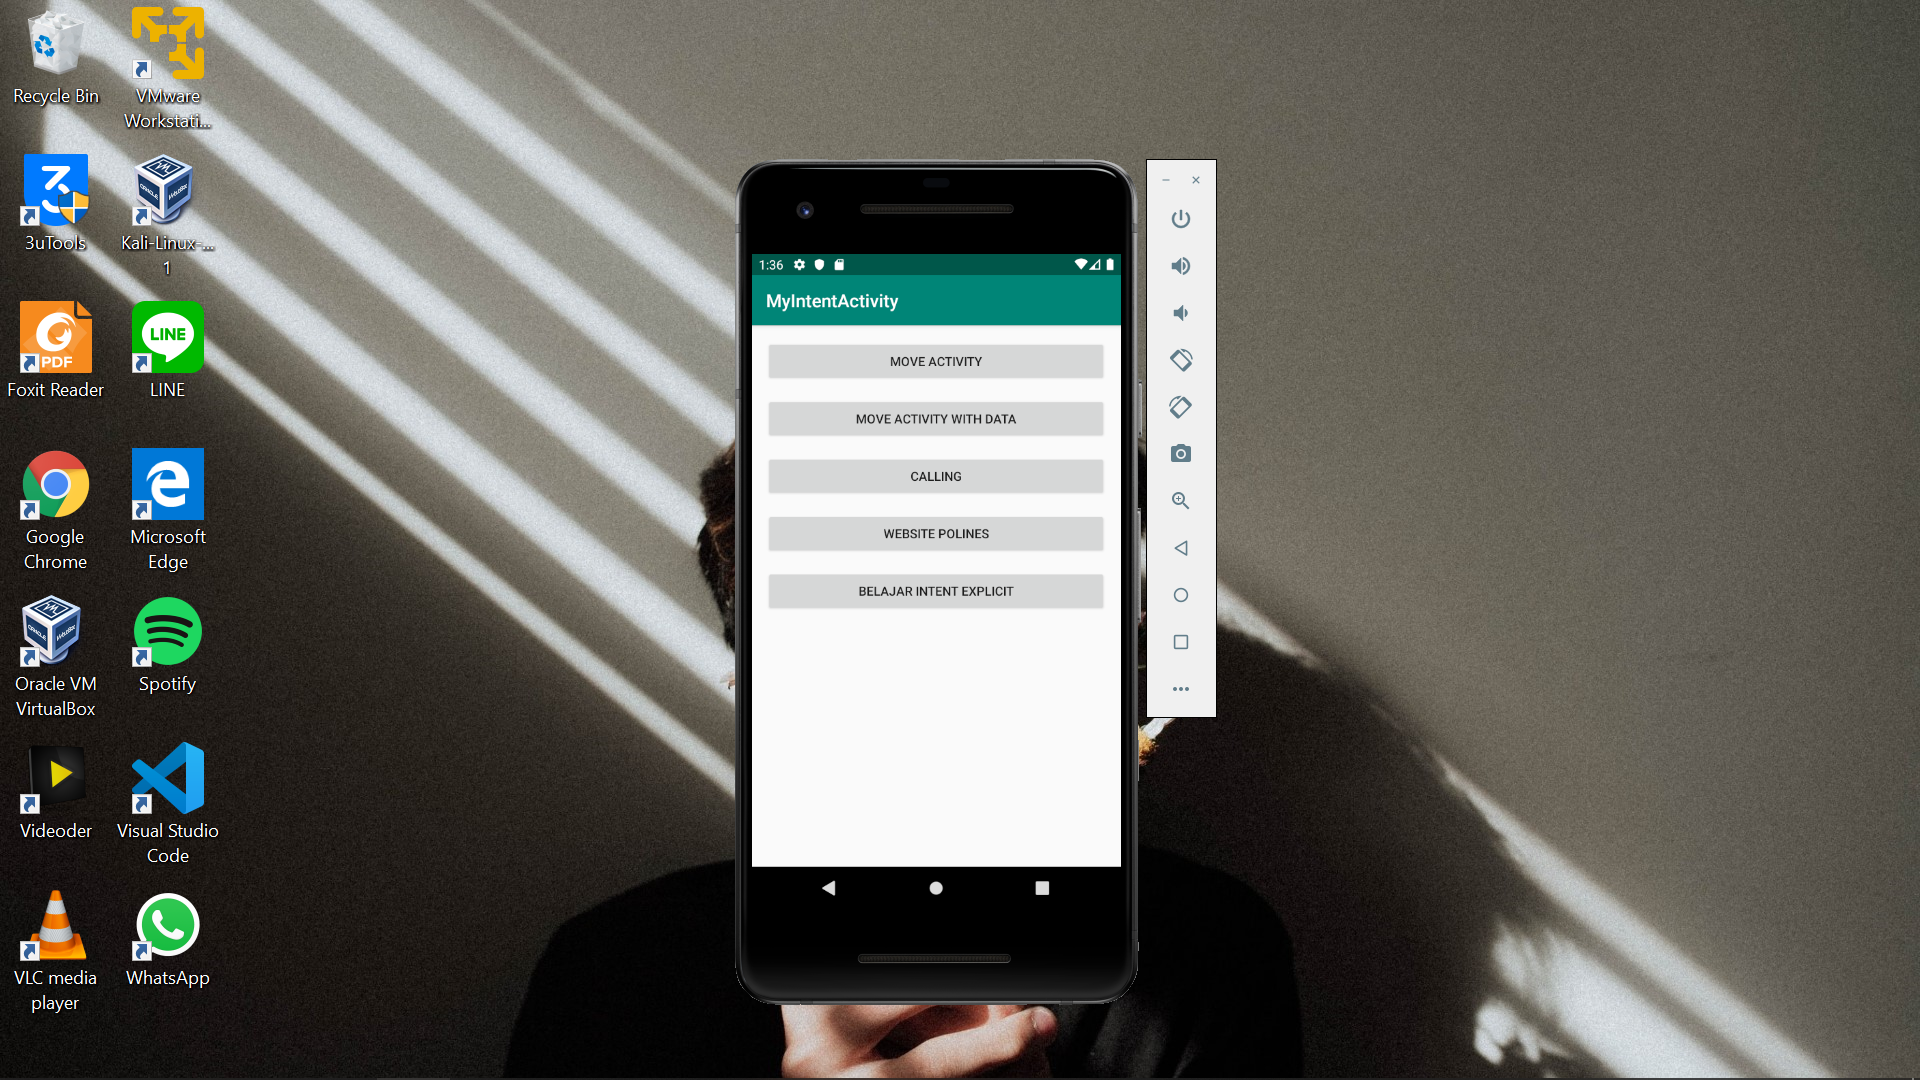 Recycle Bin
VMware
Workstati...
3uTools
Kali-Linux-...
1
PDF
Foxit Reader
LINE
LINE
Google
Chrome
Microsoft
Edge
Oracle VM
VirtualBox
Spotify
Videoder
Visual Studio
Code
VLC media
player
WhatsApp
1:36
MyIntentActivity
MOVE ACTIVITY
MOVE ACTIVITY WITH DATA
CALLING
WEBSITE POLINES
BELAJAR INTENT EXPLICIT